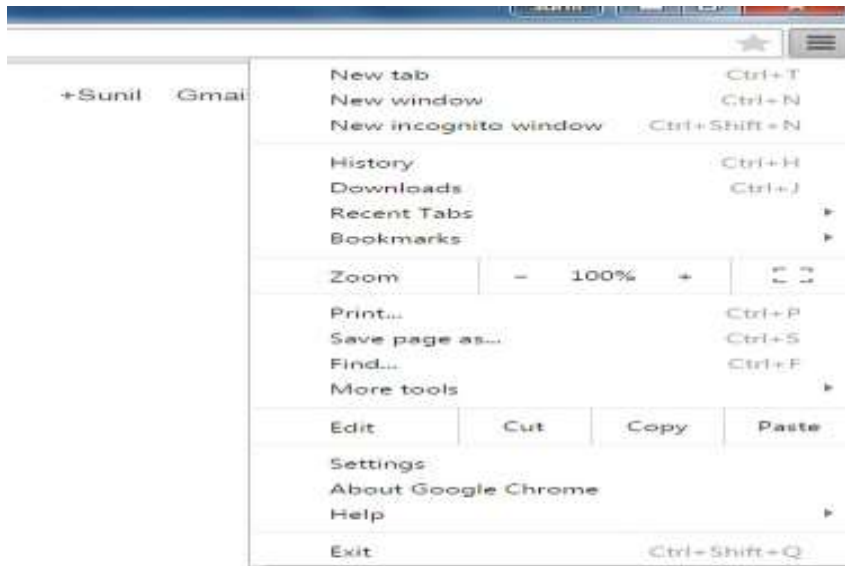 +Sunil Gmai
New tab Ctrl+T
New window Ctrl+N
New incognito window Ctrl+Shift+N
History Ctrl+H
Downloads Ctrl+J
Recent Tabs
Bookmarks
Zoom - 100% +
Print... Ctrl+P
Save page as... Ctrl+S
Find... Ctrl+F
More tools
Edit Cut Copy Paste
Settings
About Google Chrome
Help
Exit Ctrl+Shift+Q